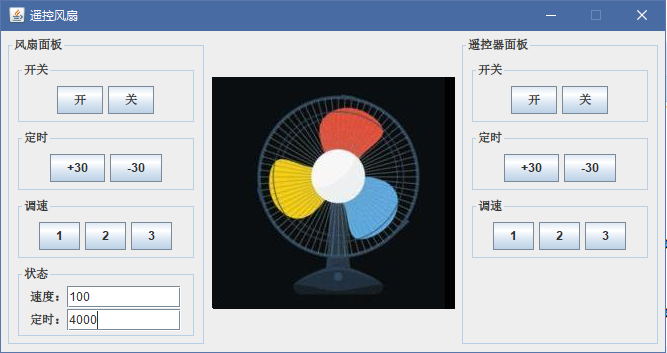 遥控风扇
风扇面板
开关
开 关
定时
+30 -30
调速
1 2 3
状态
速度： 100
定时： 4000
遥控器面板
开关
开 关
定时
+30 -30
调速
1 2 3